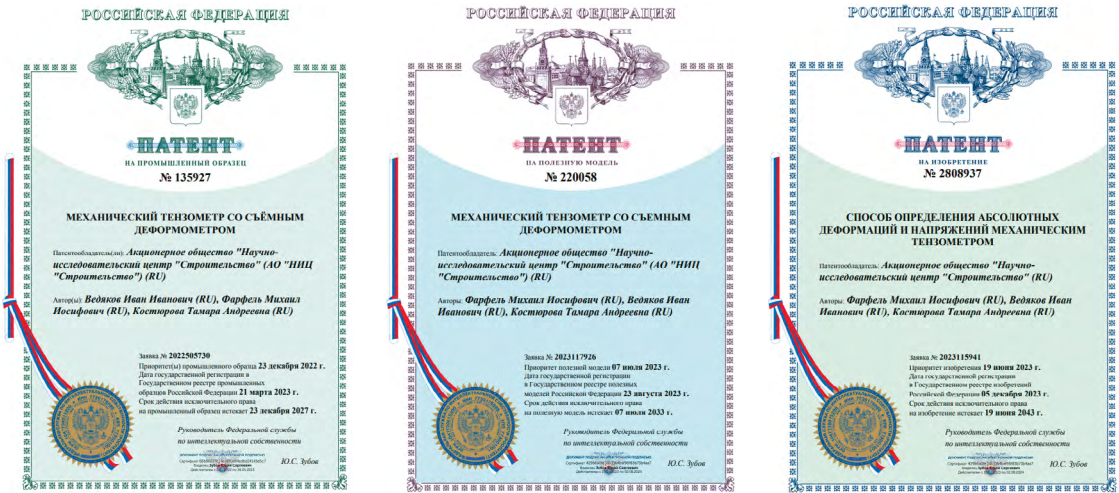 РОССИЙСКАЯ ФЕДЕРАЦИЯ
ПАТЕНТ
НА ПРОМЫШЛЕННЫЙ ОБРАЗЕЦ
№ 135927
МЕХАНИЧЕСКИЙ ТЕНЗОМЕТР СО СЪЁМНЫМ
ДЕФОРМОМЕТРОМ
Патентообладатель(ли): Акционерное общество "Научно-
исследовательский центр "Строительство" (АО "НИЦ
"Строительство") (RU)
Автор(ы): Ведяков Иван Иванович (RU), Фарфель Михаил
Иосифович (RU), Костюрова Тамара Андреевна (RU)
Заявка № 2022505730
Приоритет(ы) промышленного образца 23 декабря 2022 г.
Дата государственной регистрации в
Государственном реестре промышленных
образцов Российской Федерации 21 марта 2023 г.
Срок действия исключительного права
на промышленный образец истекает 23 декабря 2027 г.
Руководитель Федеральной службы
по интеллектуальной собственности
Ю.С. Зубов
РОССИЙСКАЯ ФЕДЕРАЦИЯ
ПАТЕНТ
НА ПОЛЕЗНУЮ МОДЕЛЬ
№ 220058
МЕХАНИЧЕСКИЙ ТЕНЗОМЕТР СО СЪЕМНЫМ
ДЕФОРМОМЕТРОМ
Патентообладатель: Акционерное общество "Научно-
исследовательский центр "Строительство" (АО "НИЦ
"Строительство") (RU)
Авторы: Фарфель Михаил Иосифович (RU), Ведяков Иван
Иванович (RU), Костюрова Тамара Андреевна (RU)
Заявка № 2023117926
Приоритет полезной модели 07 июля 2023 г.
Дата государственной регистрации
в Государственном реестре полезных
моделей Российской Федерации 23 августа 2023 г.
Срок действия исключительного права
на полезную модель истекает 07 июля 2033 г.
Руководитель Федеральной службы
по интеллектуальной собственности
Ю.С. Зубов
РОССИЙСКАЯ ФЕДЕРАЦИЯ
ПАТЕНТ
НА ИЗОБРЕТЕНИЕ
№ 2808937
СПОСОБ ОПРЕДЕЛЕНИЯ АБСОЛЮТНЫХ
ДЕФОРМАЦИЙ И НАПРЯЖЕНИЙ МЕХАНИЧЕСКИМ
ТЕНЗОМЕТРОМ
Патентообладатель: Акционерное общество "Научно-
исследовательский центр "Строительство" (RU)
Авторы: Фарфель Михаил Иосифович (RU), Ведяков Иван
Иванович (RU), Костюрова Тамара Андреевна (RU)
Заявка № 2023115941
Приоритет изобретения 19 июня 2023 г.
Дата государственной регистрации
в Государственном реестре изобретений
Российской Федерации 05 декабря 2023 г.
Срок действия исключительного права
на изобретение истекает 19 июня 2043 г.
Руководитель Федеральной службы
по интеллектуальной собственности
Ю.С. Зубов